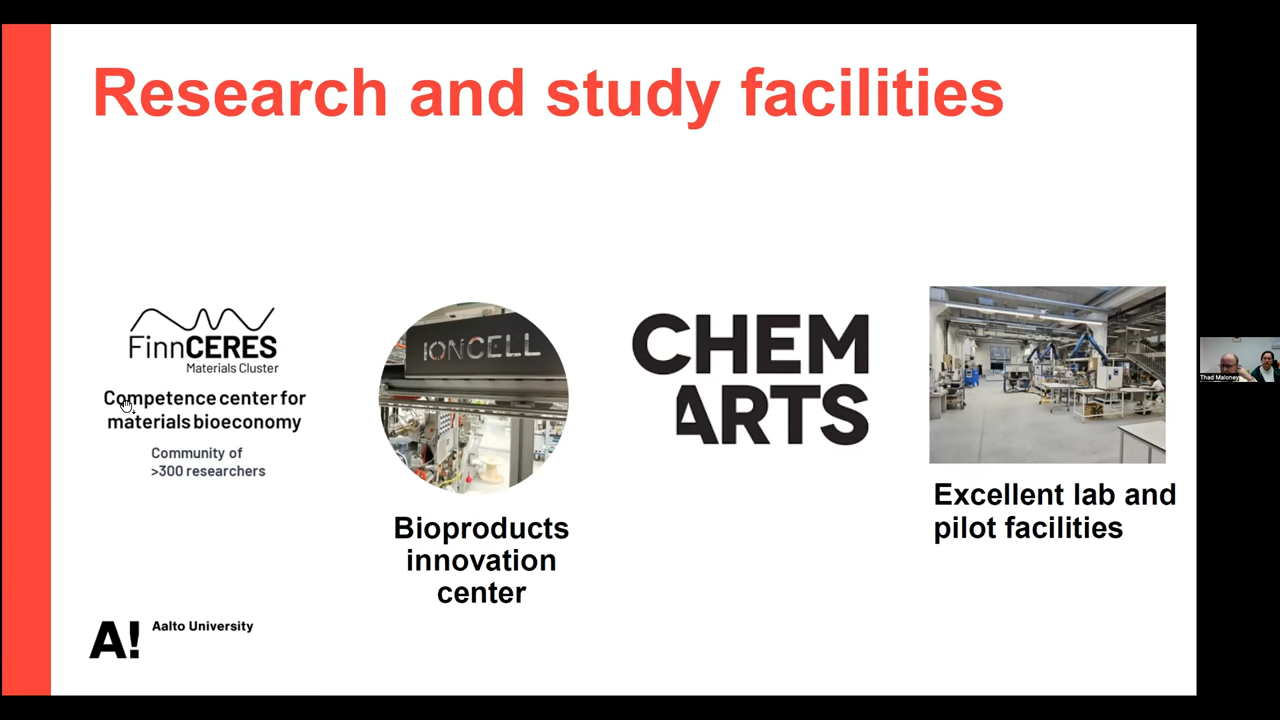 Research and study facilities
FinnCERES
Materials Cluster
Competence center for
materials bioeconomy
Community of
>300 researchers
IONCELL
Bioproducts
innovation
center
CHEM
ARTS
Excellent lab and
pilot facilities
A!
Aalto University
Thad Maloney